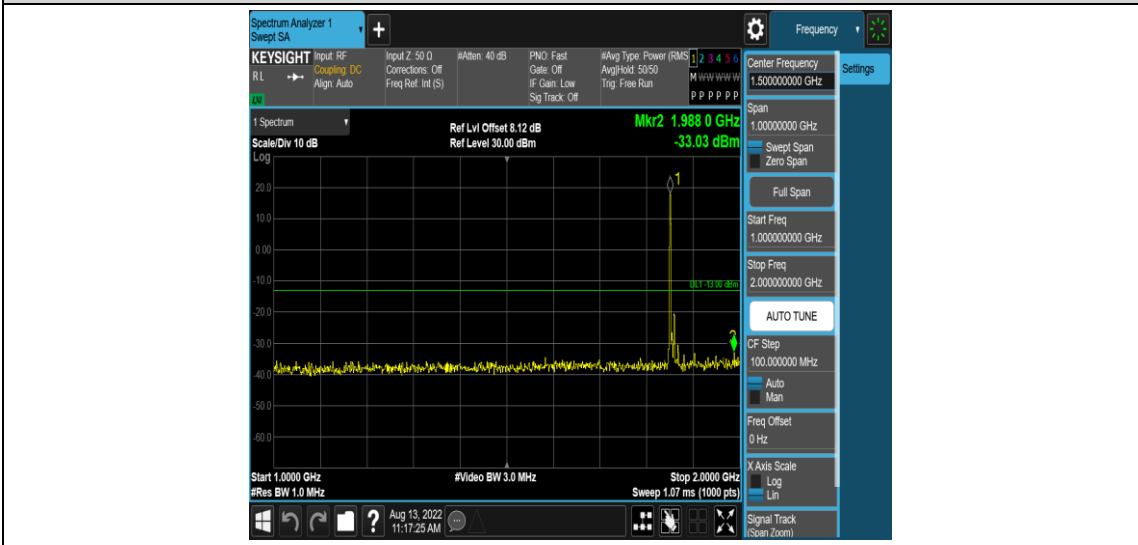 Spectrum Analyzer 1
Swept SA
+
Frequency
KEYSIGHT
RL
LNI
Input: RF
Coupling: DC
Align: Auto
Input Z: 50 Ω
Corrections: Off
Freq Ref: Int (S)
#Atten: 40 dB
PNO: Fast
Gate: Off
IF Gain: Low
Sig Track: Off
#Avg Type: Power (RMS
Avg|Hold: 50/50
Trig: Free Run
1 2 3 4 5 6
M W W W W W
P P P P P P
1 Spectrum
Scale/Div 10 dB
Log
Ref Lvl Offset 8.12 dB
Ref Level 30.00 dBm
Mkr2 1.988 0 GHz
-33.03 dBm
20.0
10.0
0.00
-10.0
-20.0
-30.0
-40.0
-50.0
-60.0
1
DL1 -13.00 dBm
2
Start 1.0000 GHz
#Res BW 1.0 MHz
#Video BW 3.0 MHz
Stop 2.0000 GHz
Sweep 1.07 ms (1000 pts)
Center Frequency
1.500000000 GHz
Span
1.00000000 GHz
Swept Span
Zero Span
Full Span
Start Freq
1.000000000 GHz
Stop Freq
2.000000000 GHz
AUTO TUNE
CF Step
100.000000 MHz
Auto
Man
Freq Offset
0 Hz
X Axis Scale
Log
Lin
Signal Track
(Span Zoom)
Settings
?
Aug 13, 2022
11:17:25 AM